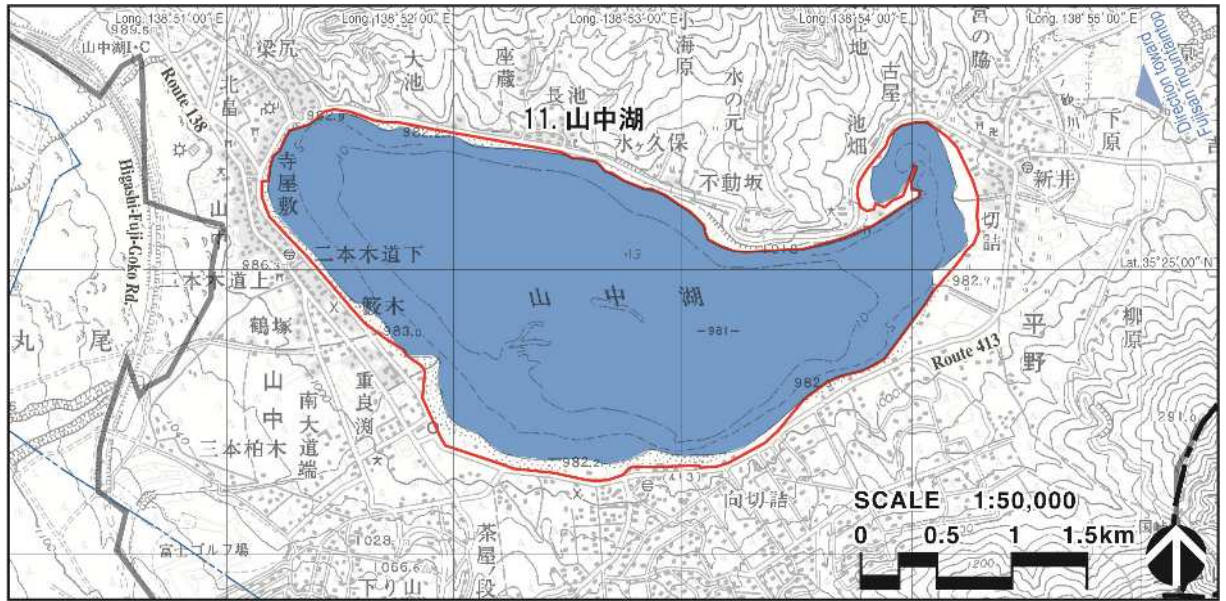 Long. 138°51′00″ E
Long. 138°52′00″ E
Long. 138°53′00″ E
Long. 138°54′00″ E
Long. 138°55′00″ E
989.5
山中湖I・C
梁尻
大池
座蔵
海原
水の元
古屋
宮の脇
Direction toward
Fujisan mountaintop
Route 138
北畠
長池
11. 山中湖
水ヶ久保
池畑
下原
982.9
982.2
寺屋敷
不動坂
新井
切詰
Higashi-Fuji-Goko Rd.
二本木道下
Lat. 35°25′00″ N
986.3
二本木道上
982.7
山中湖
13
籔木
983.0
-981-
鶴塚
丸尾
平野
柳原
Route 413
山中
重良渕
南大道端
982.3
291.0
二本柏木
982.2
(413)
向切詰
SCALE 1:50,000
0 0.5 1 1.5km
茶屋ノ段
富士ゴルフ場
1028
1066.6
下り山
1200